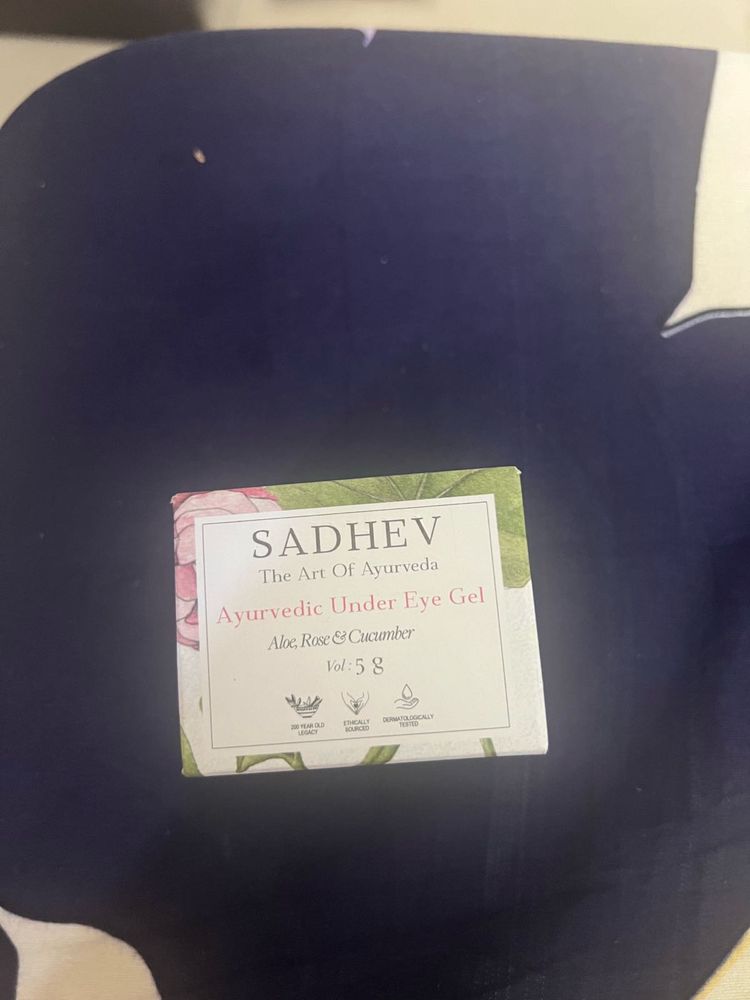 SADHEV
The Art Of Ayurveda
Ayurvedic Under Eye Gel
Aloe, Rose & Cucumber
Vol : 5 g
200 YEAR OLD
LEGACY
ETHICALLY
SOURCED
DERMATOLOGICALLY
TESTED